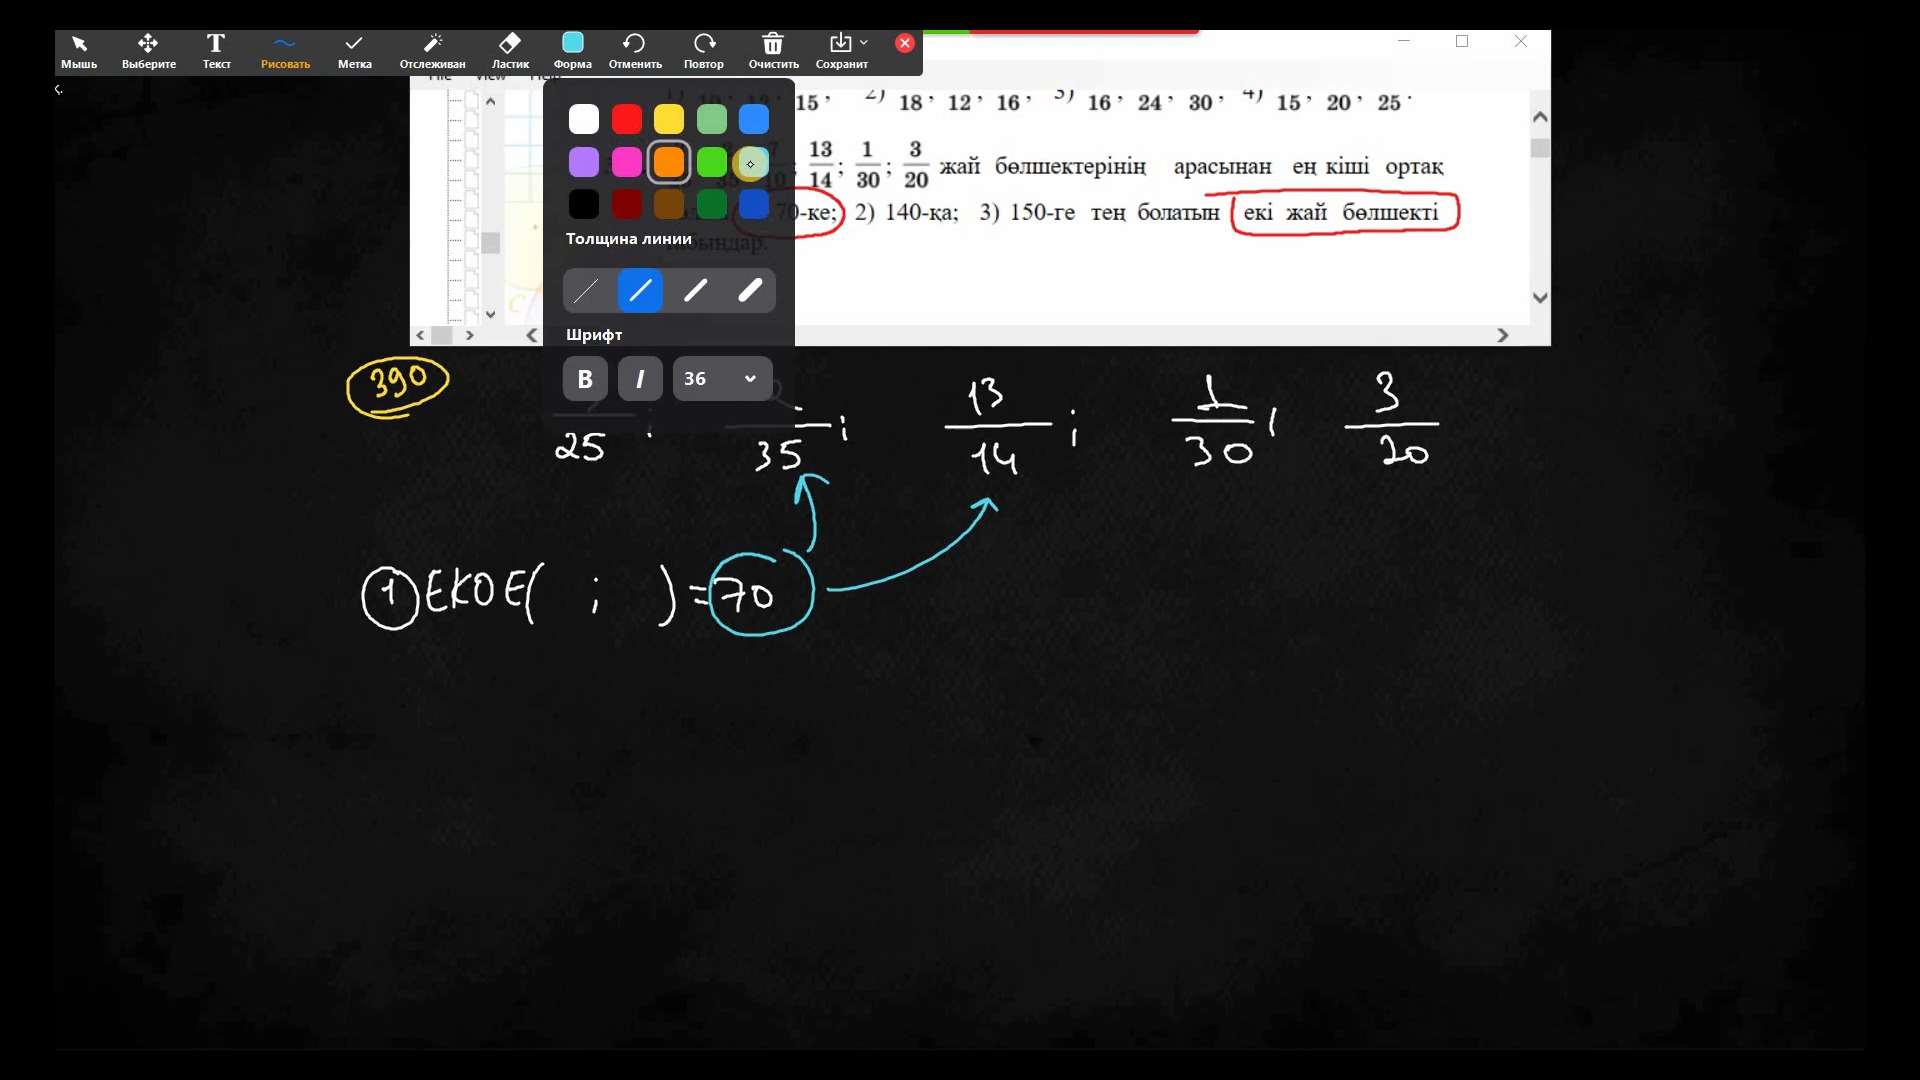 Мышь Выберите Текст Рисовать Метка Отслеживан Ластик Форма Отменить Повтор Очистить Сохранит
15 ; 2) 18 ; 12 ; 16 ; 3) 16 ; 24 ; 30 ; 4) 15 ; 20 ; 25 .
13/14 ; 1/30 ; 3/20 жай бөлшектерінің арасынан ең кіші ортақ
70-ке; 2) 140-қа; 3) 150-ге тең болатын екі жай бөлшекті
табыңдар.
Толщина линии
Шрифт
B I 36
390
25 ; 35 ; 13/14 ; 1/30 ; 3/20
1 ЕКОЕ( ; ) = 70